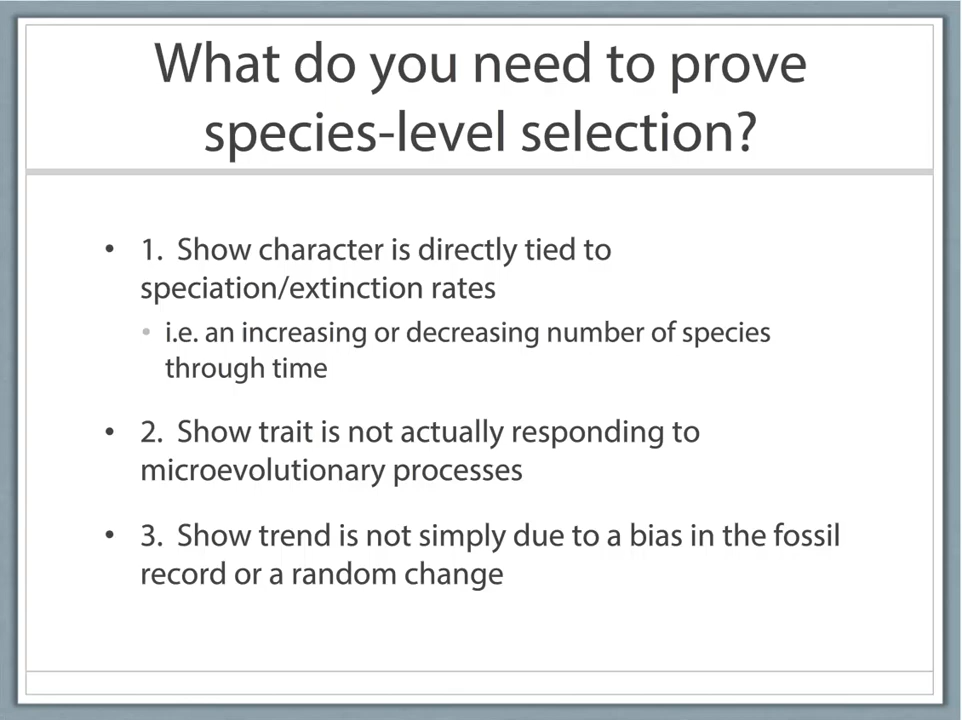 What do you need to prove
species-level selection?
• 1. Show character is directly tied to
speciation/extinction rates
• i.e. an increasing or decreasing number of species
through time
• 2. Show trait is not actually responding to
microevolutionary processes
• 3. Show trend is not simply due to a bias in the fossil
record or a random change